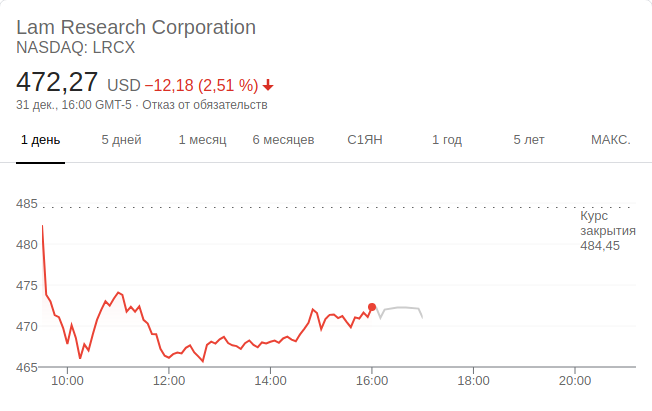 Lam Research Corporation
NASDAQ: LRCX
472,27 USD −12,18 (2,51 %)
31 дек., 16:00 GMT-5 · Отказ от обязательств
1 день 5 дней 1 месяц 6 месяцев С1ЯН 1 год 5 лет МАКС.
485
Курс
закрытия
484,45
480
475
470
465
10:00 12:00 14:00 16:00 18:00 20:00